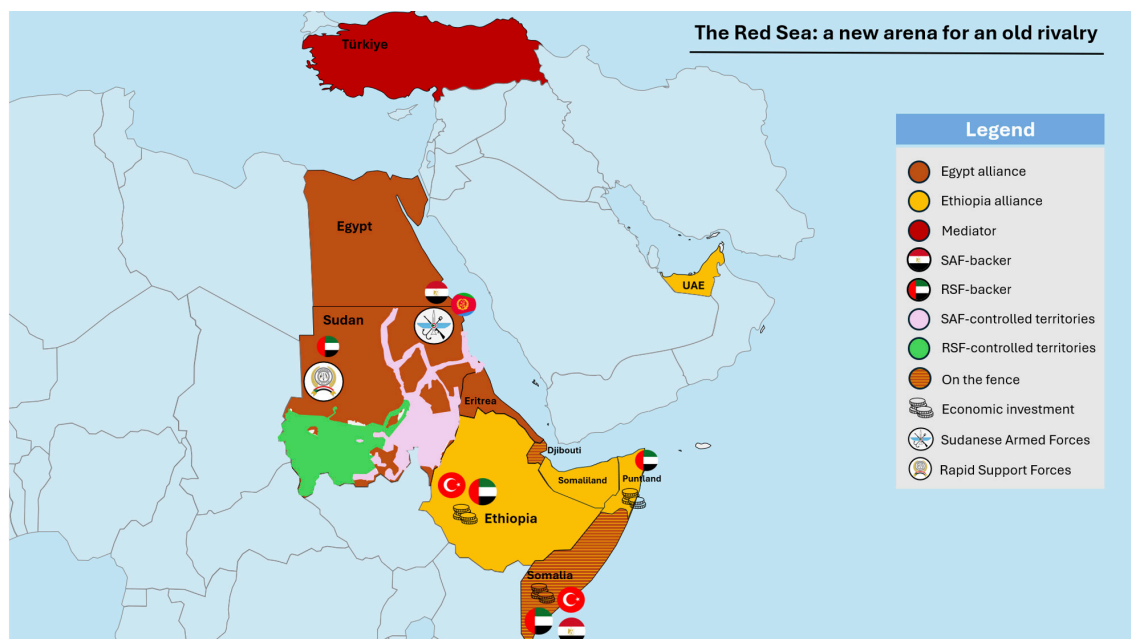 The Red Sea: a new arena for an old rivalry
Türkiye
Legend
Egypt alliance
Ethiopia alliance
Mediator
SAF-backer
RSF-backer
SAF-controlled territories
RSF-controlled territories
On the fence
Economic investment
Sudanese Armed Forces
Rapid Support Forces
Egypt
UAE
Sudan
Eritrea
Djibouti
Somaliland
Puntland
Ethiopia
Somalia